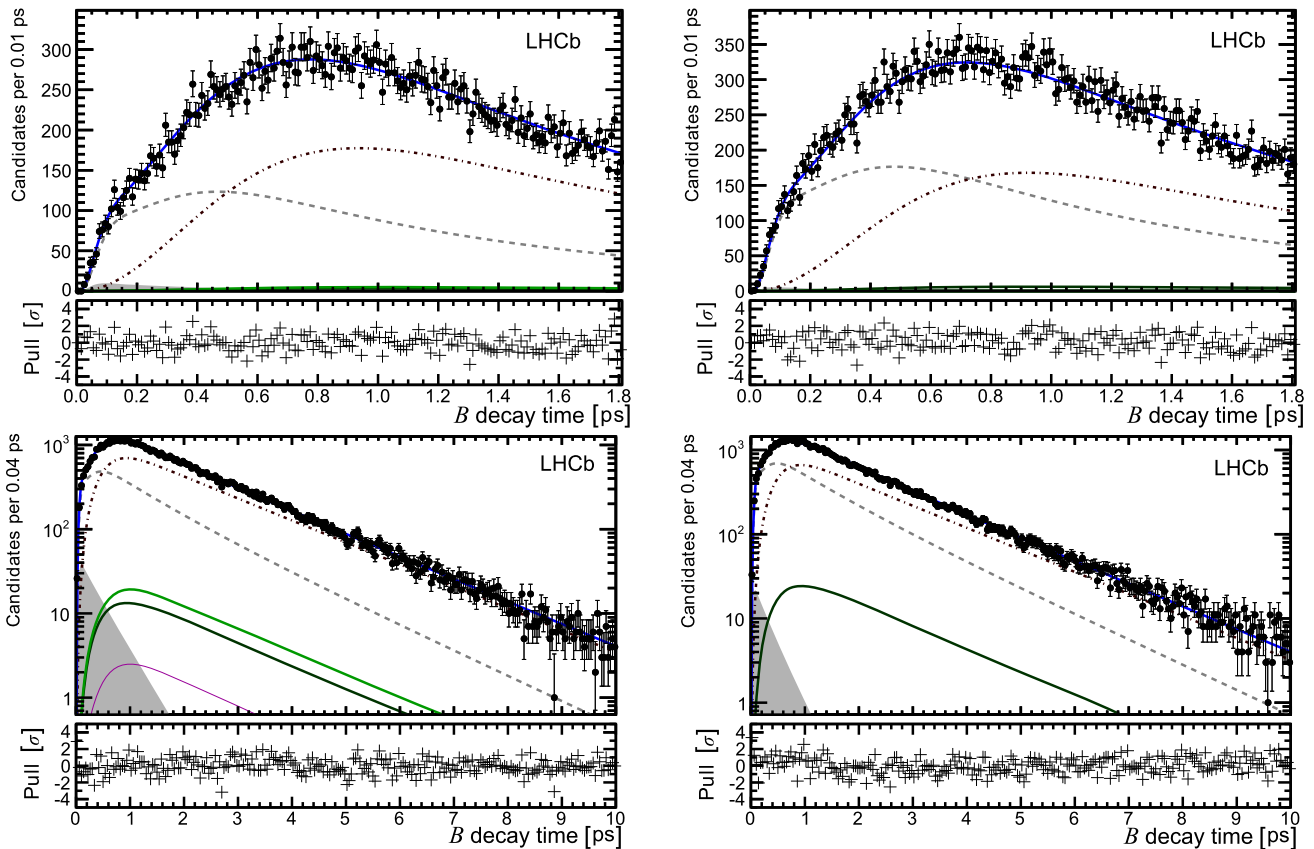 Candidates per 0.01 ps
300
250
200
150
100
50
0
LHCb
Pull [σ]
4
2
0
-2
-4
0.0 0.2 0.4 0.6 0.8 1.0 1.2 1.4 1.6 1.8
B decay time [ps]
Candidates per 0.01 ps
350
300
250
200
150
100
50
0
LHCb
Pull [σ]
4
2
0
-2
-4
0.0 0.2 0.4 0.6 0.8 1.0 1.2 1.4 1.6 1.8
B decay time [ps]
Candidates per 0.04 ps
10³
10²
10
1
LHCb
Pull [σ]
4
2
0
-2
-4
0 1 2 3 4 5 6 7 8 9 10
B decay time [ps]
Candidates per 0.04 ps
10³
10²
10
1
LHCb
Pull [σ]
4
2
0
-2
-4
0 1 2 3 4 5 6 7 8 9 10
B decay time [ps]